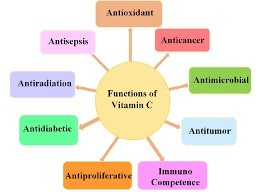 Antioxidant
Antisepsis
Anticancer
Antiradiation
Antimicrobial
Functions of
Vitamin C
Antidiabetic
Antitumor
Antiproliferative
Immuno
Competence